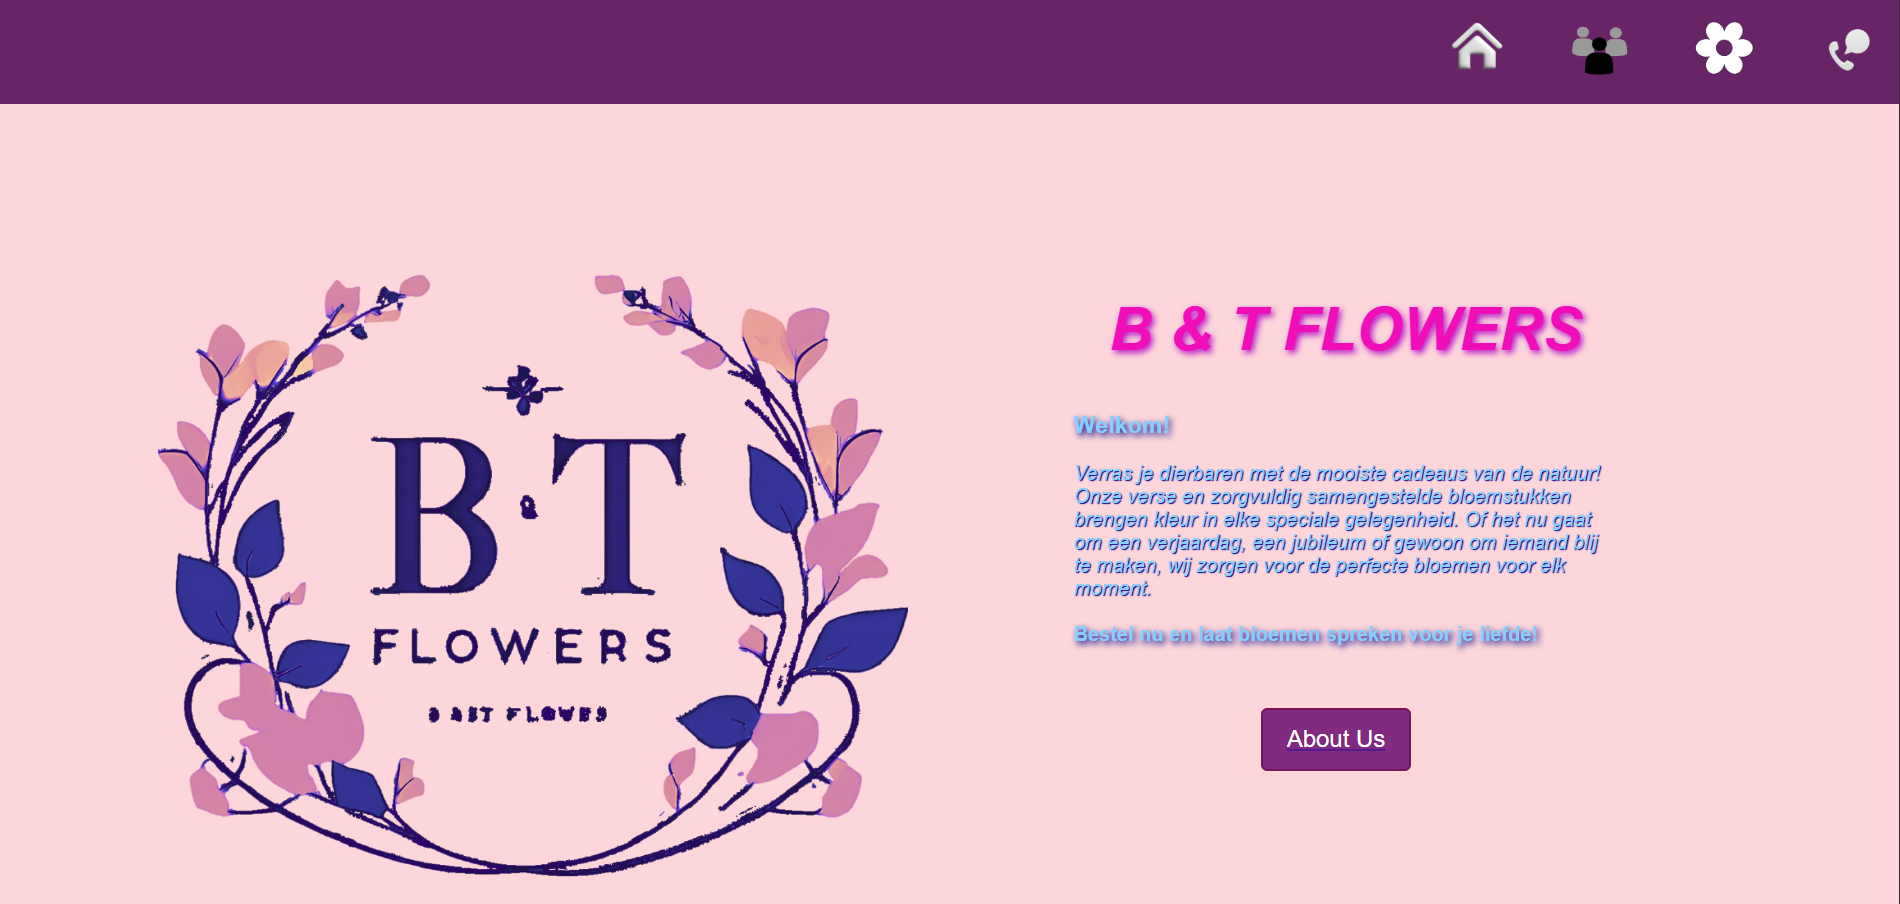 B & T
FLOWERS
B & T FLOWERS
Welkom!
Verras je dierbaren met de mooiste cadeaus van de natuur!
Onze verse en zorgvuldig samengestelde bloemstukken
brengen kleur in elke speciale gelegenheid. Of het nu gaat
om een verjaardag, een jubileum of gewoon om iemand blij
te maken, wij zorgen voor de perfecte bloemen voor elk
moment.
Bestel nu en laat bloemen spreken voor je liefde!
About Us